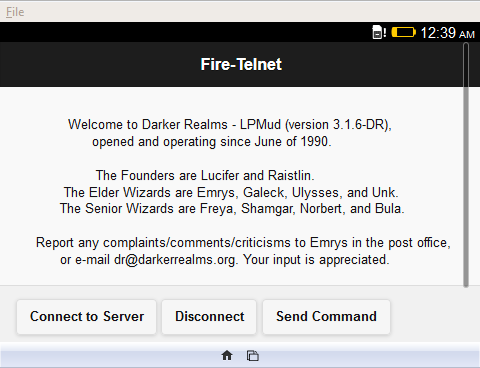 File
12:39 AM
Fire-Telnet
Welcome to Darker Realms - LPMud (version 3.1.6-DR),
opened and operating since June of 1990.
The Founders are Lucifer and Raistlin.
The Elder Wizards are Emrys, Galeck, Ulysses, and Unk.
The Senior Wizards are Freya, Shamgar, Norbert, and Bula.
Report any complaints/comments/criticisms to Emrys in the post office,
or e-mail dr@darkerrealms.org. Your input is appreciated.
Connect to Server Disconnect Send Command